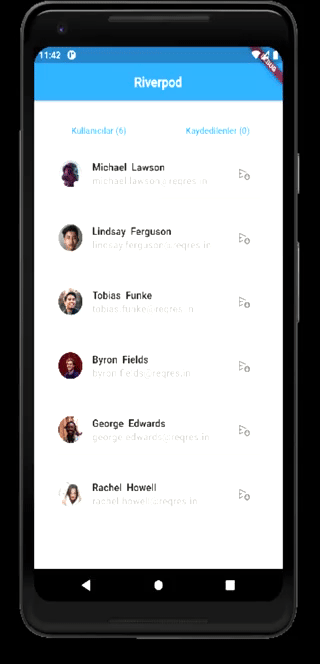 11:42
DEBUG
Riverpod
Kullanıcılar (6)
Kaydedilenler (0)
Michael Lawson
michael.lawson@reqres.in
Lindsay Ferguson
lindsay.ferguson@reqres.in
Tobias Funke
tobias.funke@reqres.in
Byron Fields
byron.fields@reqres.in
George Edwards
george.edwards@reqres.in
Rachel Howell
rachel.howell@reqres.in